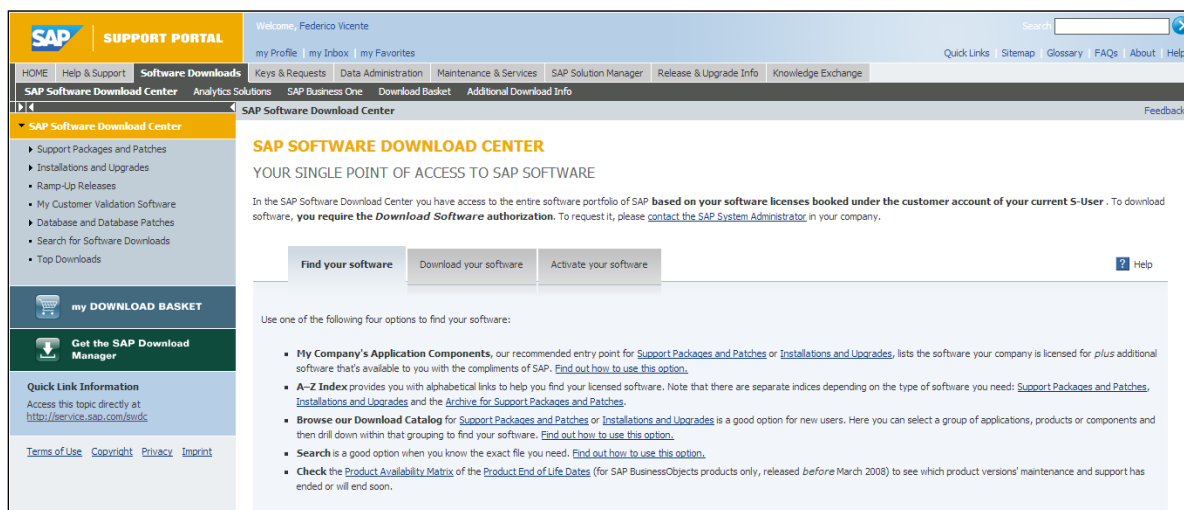 SAP SUPPORT PORTAL
Welcome, Federico Vicente
Search
my Profile my Inbox my Favorites
Quick Links Sitemap Glossary FAQs About Help
HOME Help & Support Software Downloads Keys & Requests Data Administration Maintenance & Services SAP Solution Manager Release & Upgrade Info Knowledge Exchange
SAP Software Download Center Analytics Solutions SAP Business One Download Basket Additional Download Info
SAP Software Download Center
Feedback
SAP Software Download Center
Support Packages and Patches
Installations and Upgrades
Ramp-Up Releases
My Customer Validation Software
Database and Database Patches
Search for Software Downloads
Top Downloads
my DOWNLOAD BASKET
Get the SAP Download
Manager
Quick Link Information
Access this topic directly at
http://service.sap.com/swdc
Terms of Use Copyright Privacy Imprint
SAP SOFTWARE DOWNLOAD CENTER
YOUR SINGLE POINT OF ACCESS TO SAP SOFTWARE
In the SAP Software Download Center you have access to the entire software portfolio of SAP based on your software licenses booked under the customer account of your current S-User . To download
software, you require the Download Software authorization. To request it, please contact the SAP System Administrator in your company.
Find your software Download your software Activate your software
? Help
Use one of the following four options to find your software:
My Company's Application Components, our recommended entry point for Support Packages and Patches or Installations and Upgrades, lists the software your company is licensed for plus additional
software that's available to you with the compliments of SAP. Find out how to use this option.
A–Z Index provides you with alphabetical links to help you find your licensed software. Note that there are separate indices depending on the type of software you need: Support Packages and Patches,
Installations and Upgrades and the Archive for Support Packages and Patches.
Browse our Download Catalog for Support Packages and Patches or Installations and Upgrades is a good option for new users. Here you can select a group of applications, products or components and
then drill down within that grouping to find your software. Find out how to use this option.
Search is a good option when you know the exact file you need. Find out how to use this option.
Check the Product Availability Matrix of the Product End of Life Dates (for SAP BusinessObjects products only, released before March 2008) to see which product versions' maintenance and support has
ended or will end soon.